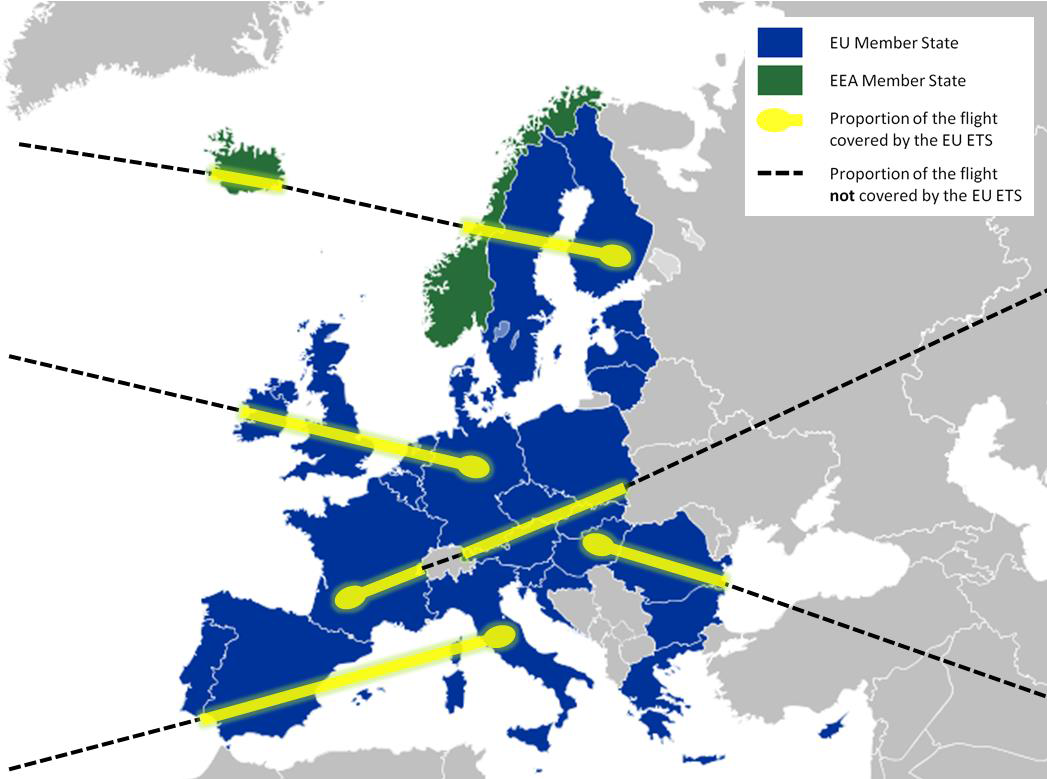 EU Member State
EEA Member State
Proportion of the flight
covered by the EU ETS
Proportion of the flight
not covered by the EU ETS